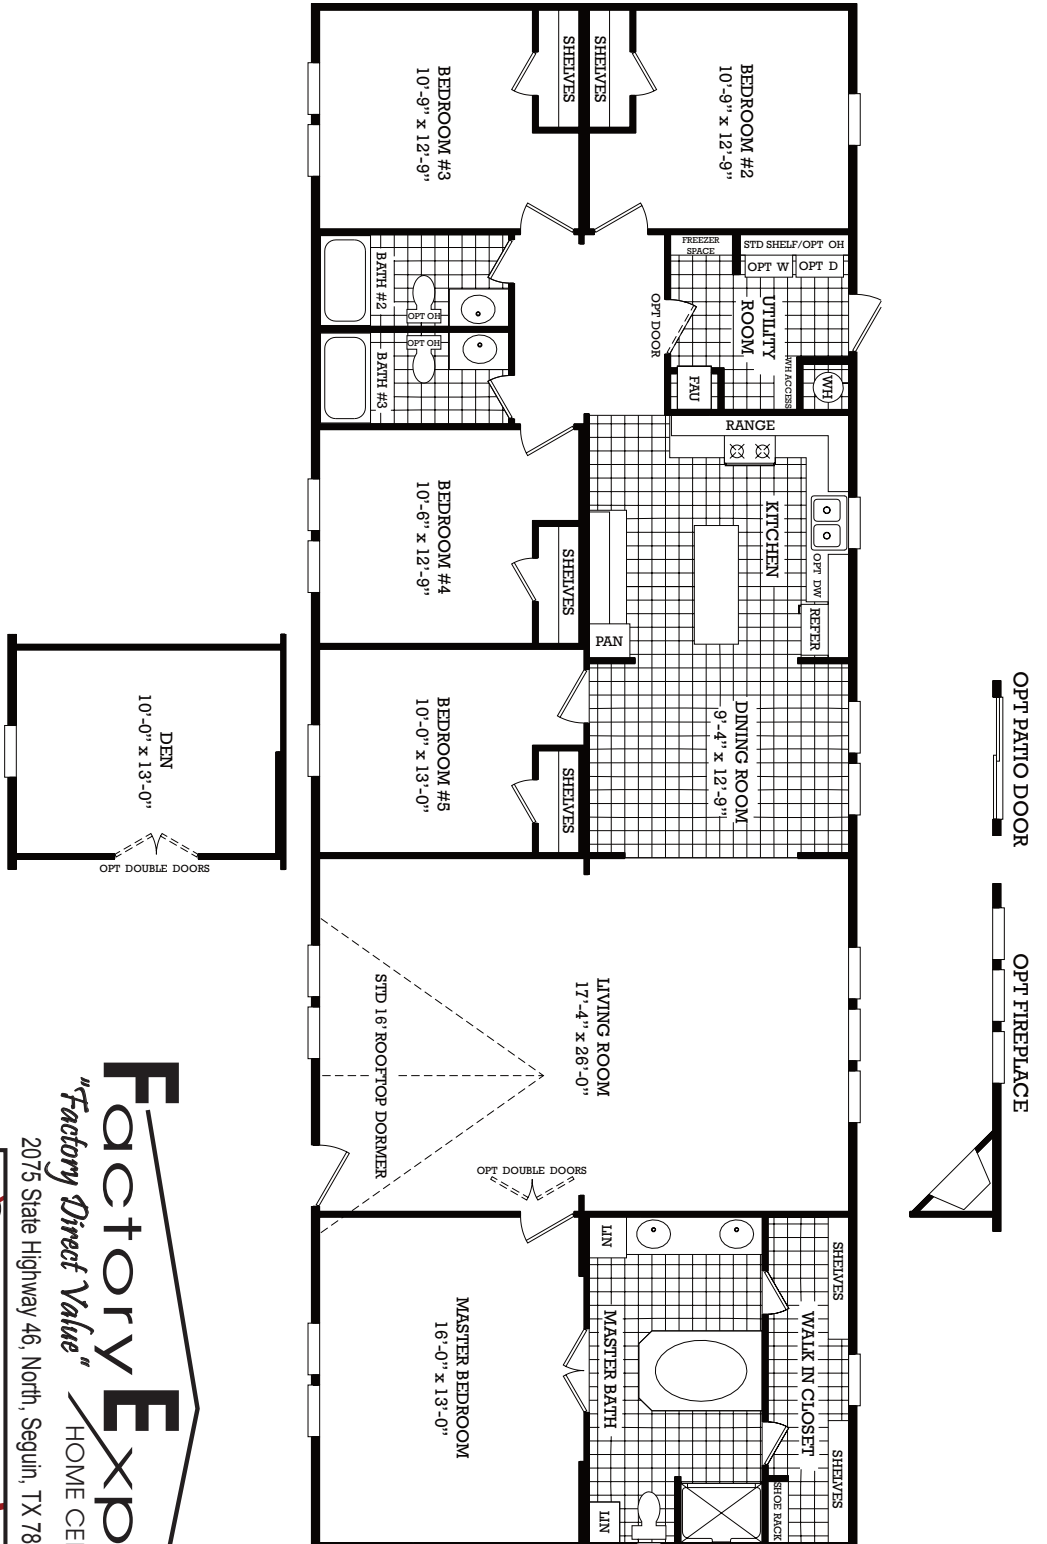 OPT PATIO DOOR
OPT FIREPLACE
BEDROOM #2
10'-9" x 12'-9"
SHELVES
SHELVES
BEDROOM #3
10'-9" x 12'-9"
STD SHELF/OPT OH
OPT W
OPT D
FREEZER
SPACE
UTILITY
ROOM
OPT DOOR
WH ACCESS
WH
FAU
BATH #2
OPT OH
OPT OH
BATH #3
RANGE
KITCHEN
OPT DW
REFER
PAN
BEDROOM #4
10'-6" x 12'-9"
SHELVES
DINING ROOM
9'-4" x 12'-9"
BEDROOM #5
10'-0" x 13'-0"
SHELVES
DEN
10'-0" x 13'-0"
OPT DOUBLE DOORS
LIVING ROOM
17'-4" x 26'-0"
STD 16' ROOFTOP DORMER
OPT DOUBLE DOORS
SHELVES
WALK IN CLOSET
SHELVES
SHOE RACK
LIN
MASTER BATH
LIN
MASTER BEDROOM
16'-0" x 13'-0"
Factory Exp
"Factory Direct Value"
HOME CE
2075 State Highway 46, North, Seguin, TX 78